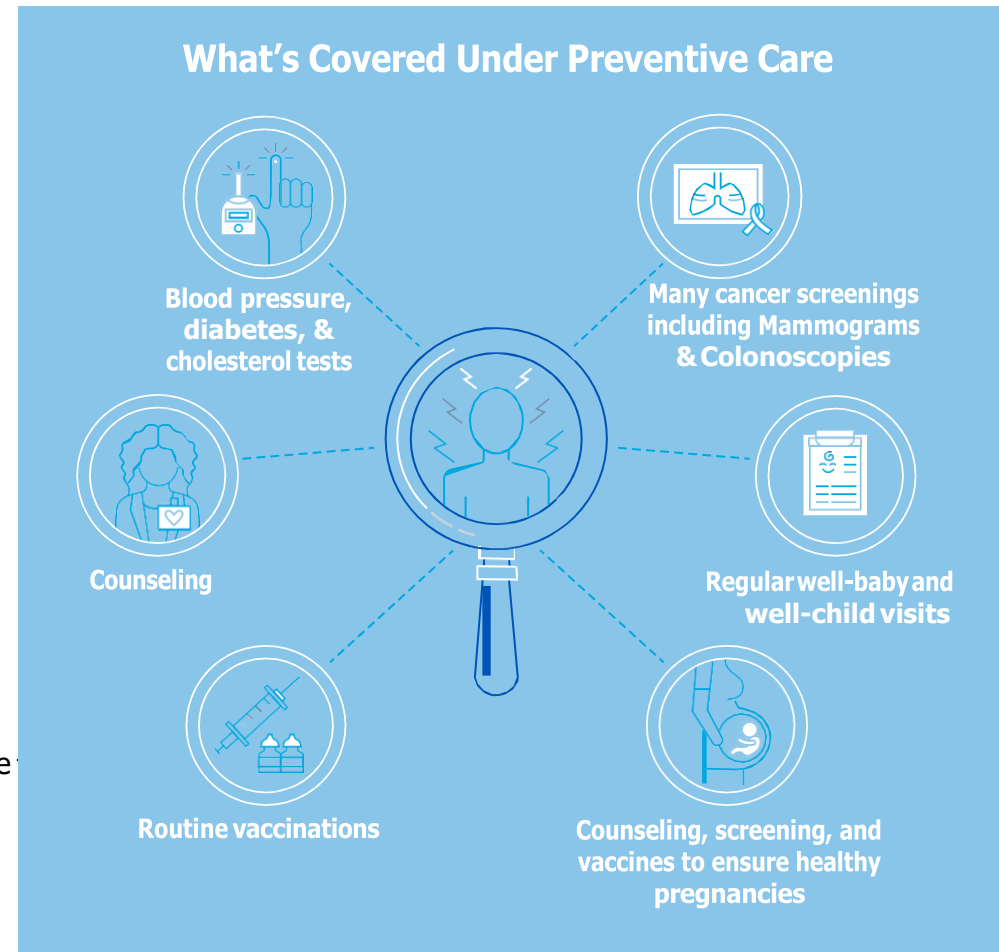 What’s Covered Under Preventive Care
Blood pressure,
diabetes, &
cholesterol tests
Many cancer screenings
including Mammograms
& Colonoscopies
Counseling
Regular well-baby and
well-child visits
Routine vaccinations
Counseling, screening, and
vaccines to ensure healthy
pregnancies